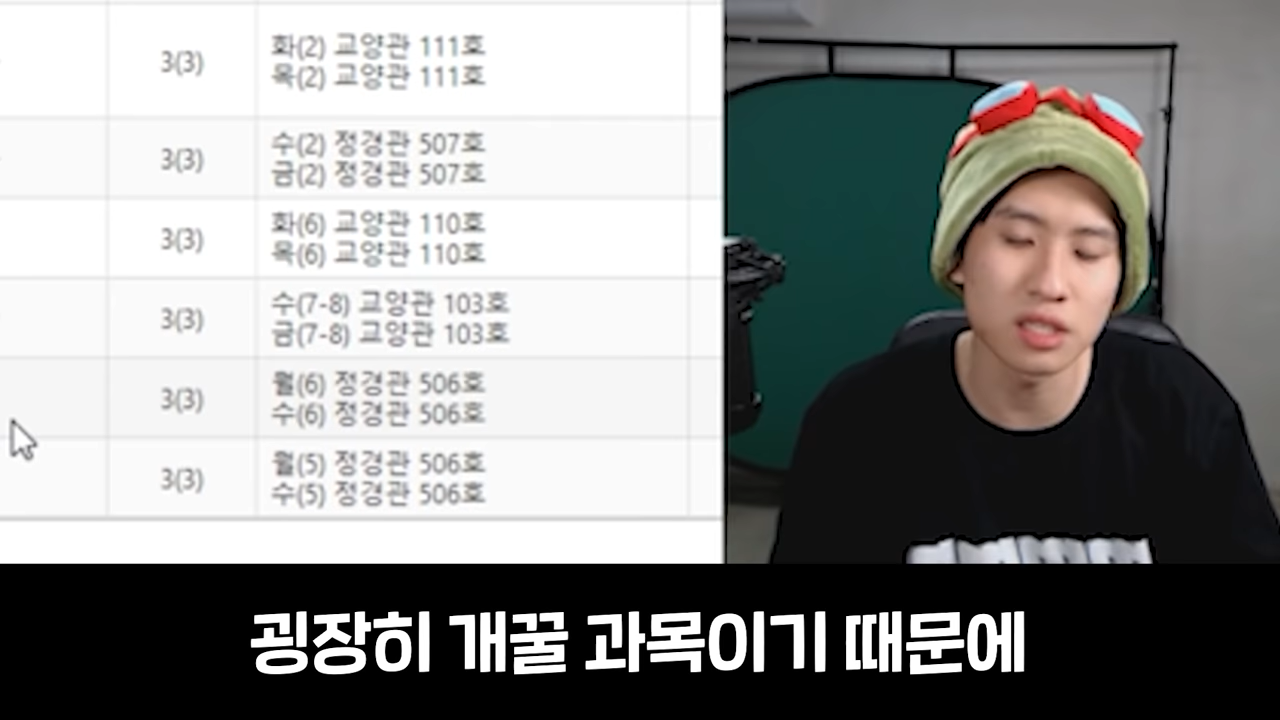 3(3)
화(2) 교양관 111호
목(2) 교양관 111호
3(3)
수(2) 정경관 507호
금(2) 정경관 507호
3(3)
화(6) 교양관 110호
목(6) 교양관 110호
3(3)
수(7-8) 교양관 103호
금(7-8) 교양관 103호
3(3)
월(6) 정경관 506호
수(6) 정경관 506호
3(3)
월(5) 정경관 506호
수(5) 정경관 506호
굉장히 개꿀 과목이기 때문에